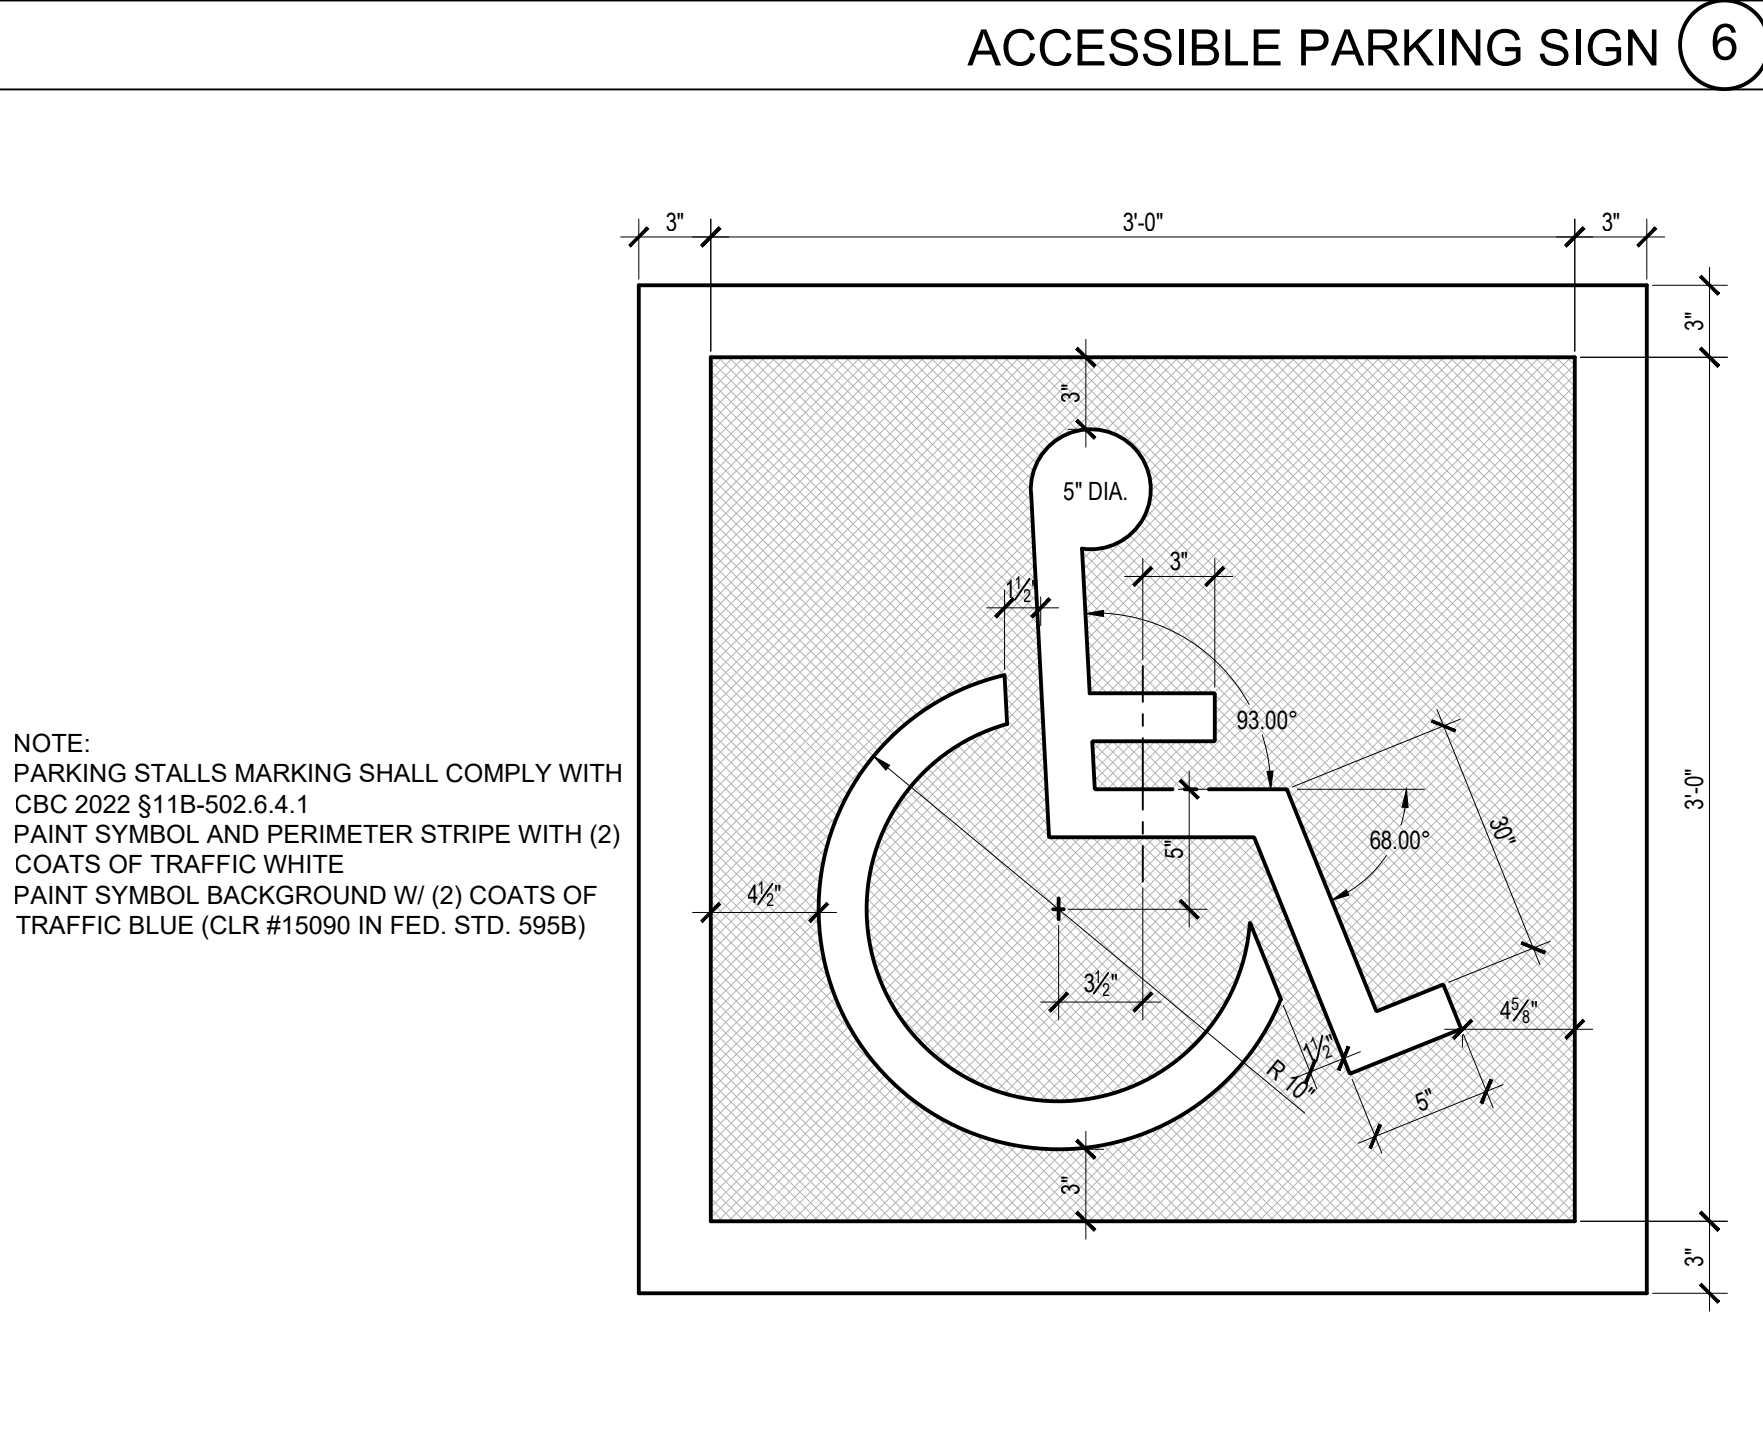 ACCESSIBLE PARKING SIGN 6
3" 3'-0" 3"
3"
3"
5" DIA.
3"
1½"
93.00°
NOTE:
PARKING STALLS MARKING SHALL COMPLY WITH
CBC 2022 §11B-502.6.4.1
PAINT SYMBOL AND PERIMETER STRIPE WITH (2)
COATS OF TRAFFIC WHITE
PAINT SYMBOL BACKGROUND W/ (2) COATS OF
TRAFFIC BLUE (CLR #15090 IN FED. STD. 595B)
3'-0"
30"
68.00°
5"
4½"
3½"
4⅝"
1½"
R 10"
5"
3"
3"